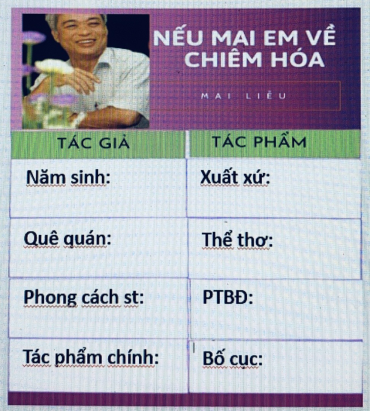 NẾU MAI EM VỀ
CHIÊM HÓA
MAI LIỄU
TÁC GIẢ
TÁC PHẨM
Năm sinh:
Xuất xứ:
Quê quán:
Thể thơ:
Phong cách st:
PTBĐ:
Tác phẩm chính:
Bố cục: